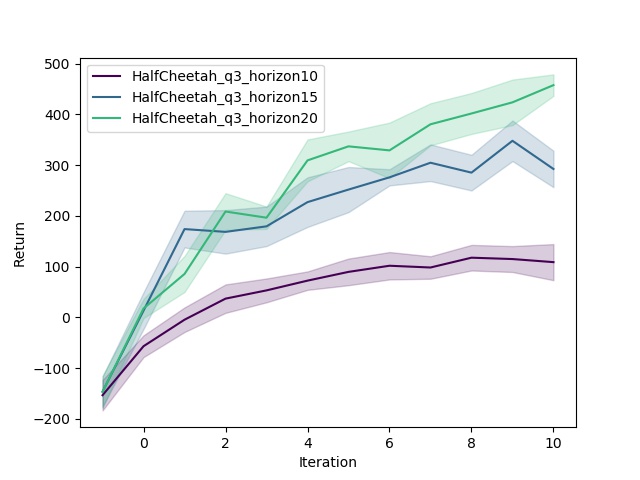 500
400
300
200
100
0
−100
−200
Return
HalfCheetah_q3_horizon10
HalfCheetah_q3_horizon15
HalfCheetah_q3_horizon20
0 2 4 6 8 10
Iteration